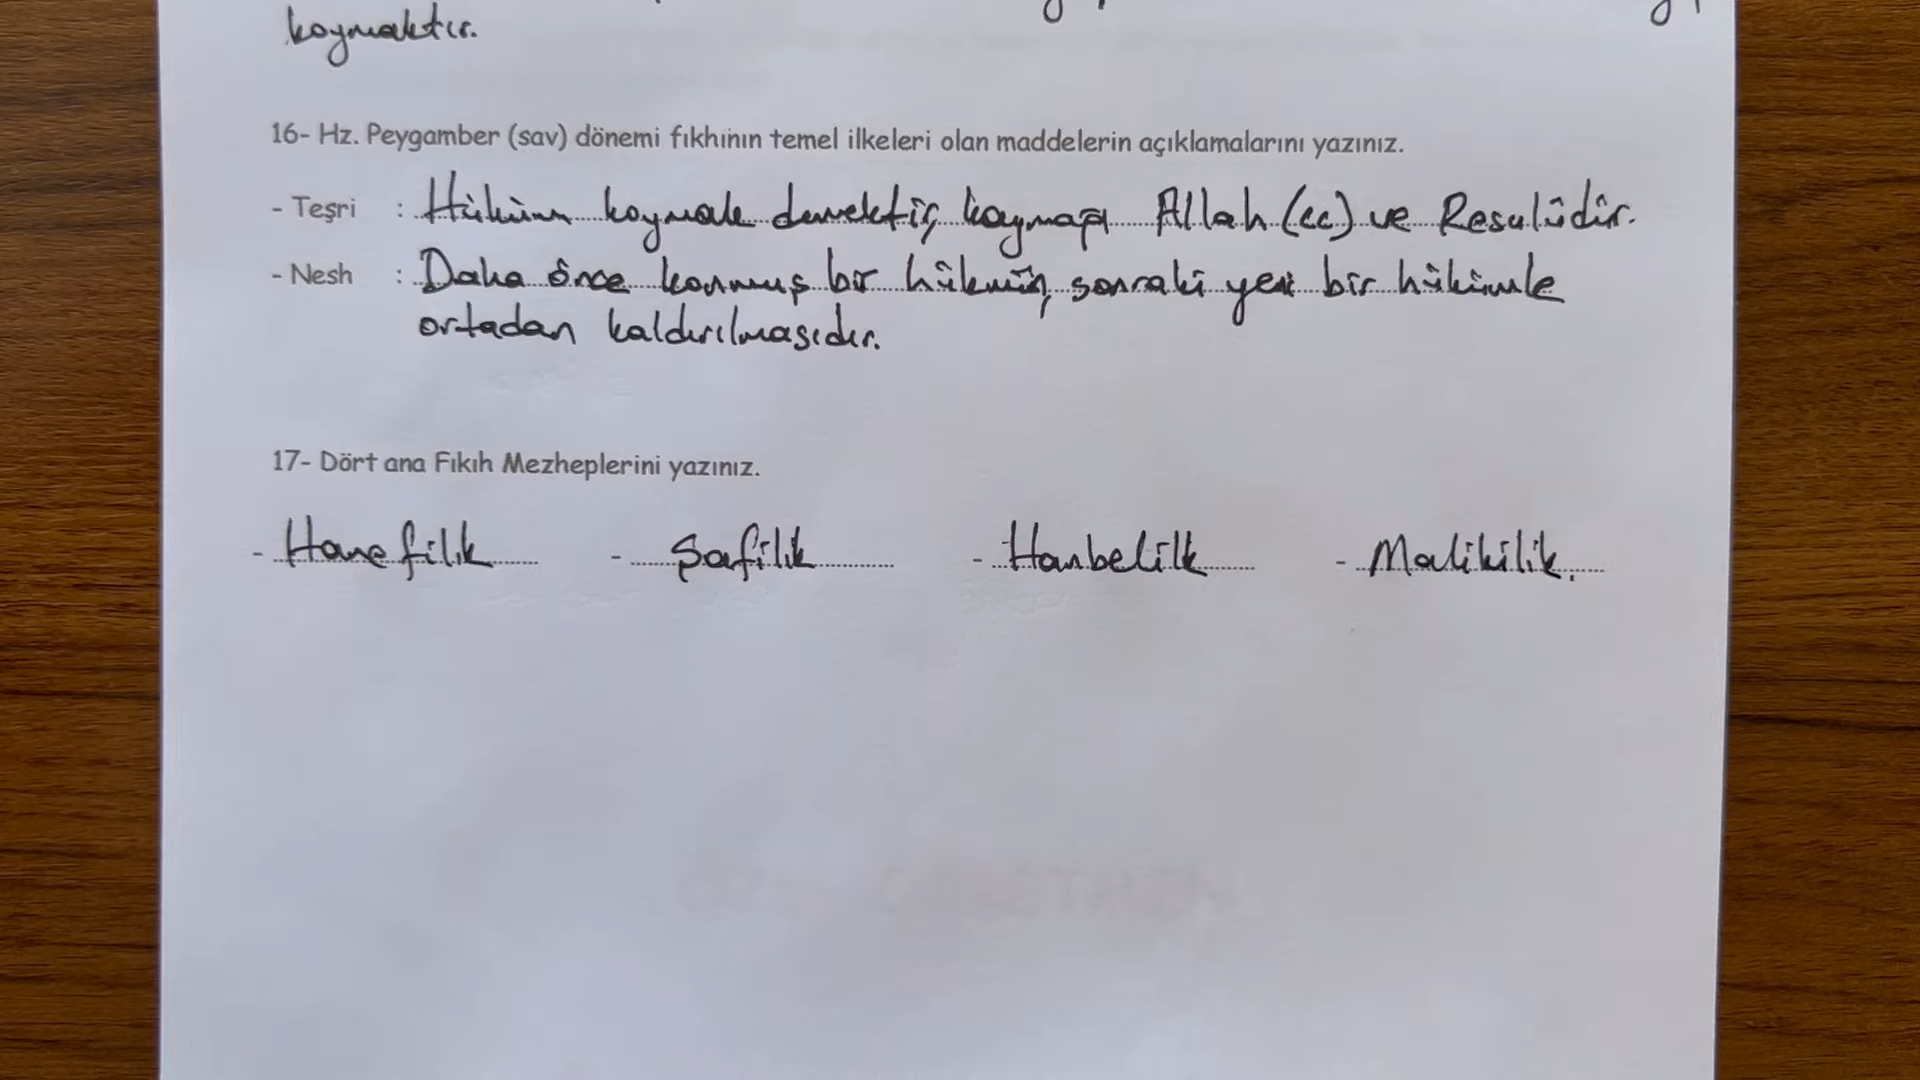 koymaktır.
16- Hz. Peygamber (sav) dönemi fıkhının temel ilkeleri olan maddelerin açıklamalarını yazınız.
- Teşri : Hüküm koymak demektir, kaynağı Allah (cc) ve Resulüdür.
- Nesh : Daha önce konmuş bir hükmün, sonraki yeni bir hükümle
ortadan kaldırılmasıdır.
17- Dört ana Fıkıh Mezheplerini yazınız.
- Hanefilik - Şafilik - Hanbelilk - Malikilik.